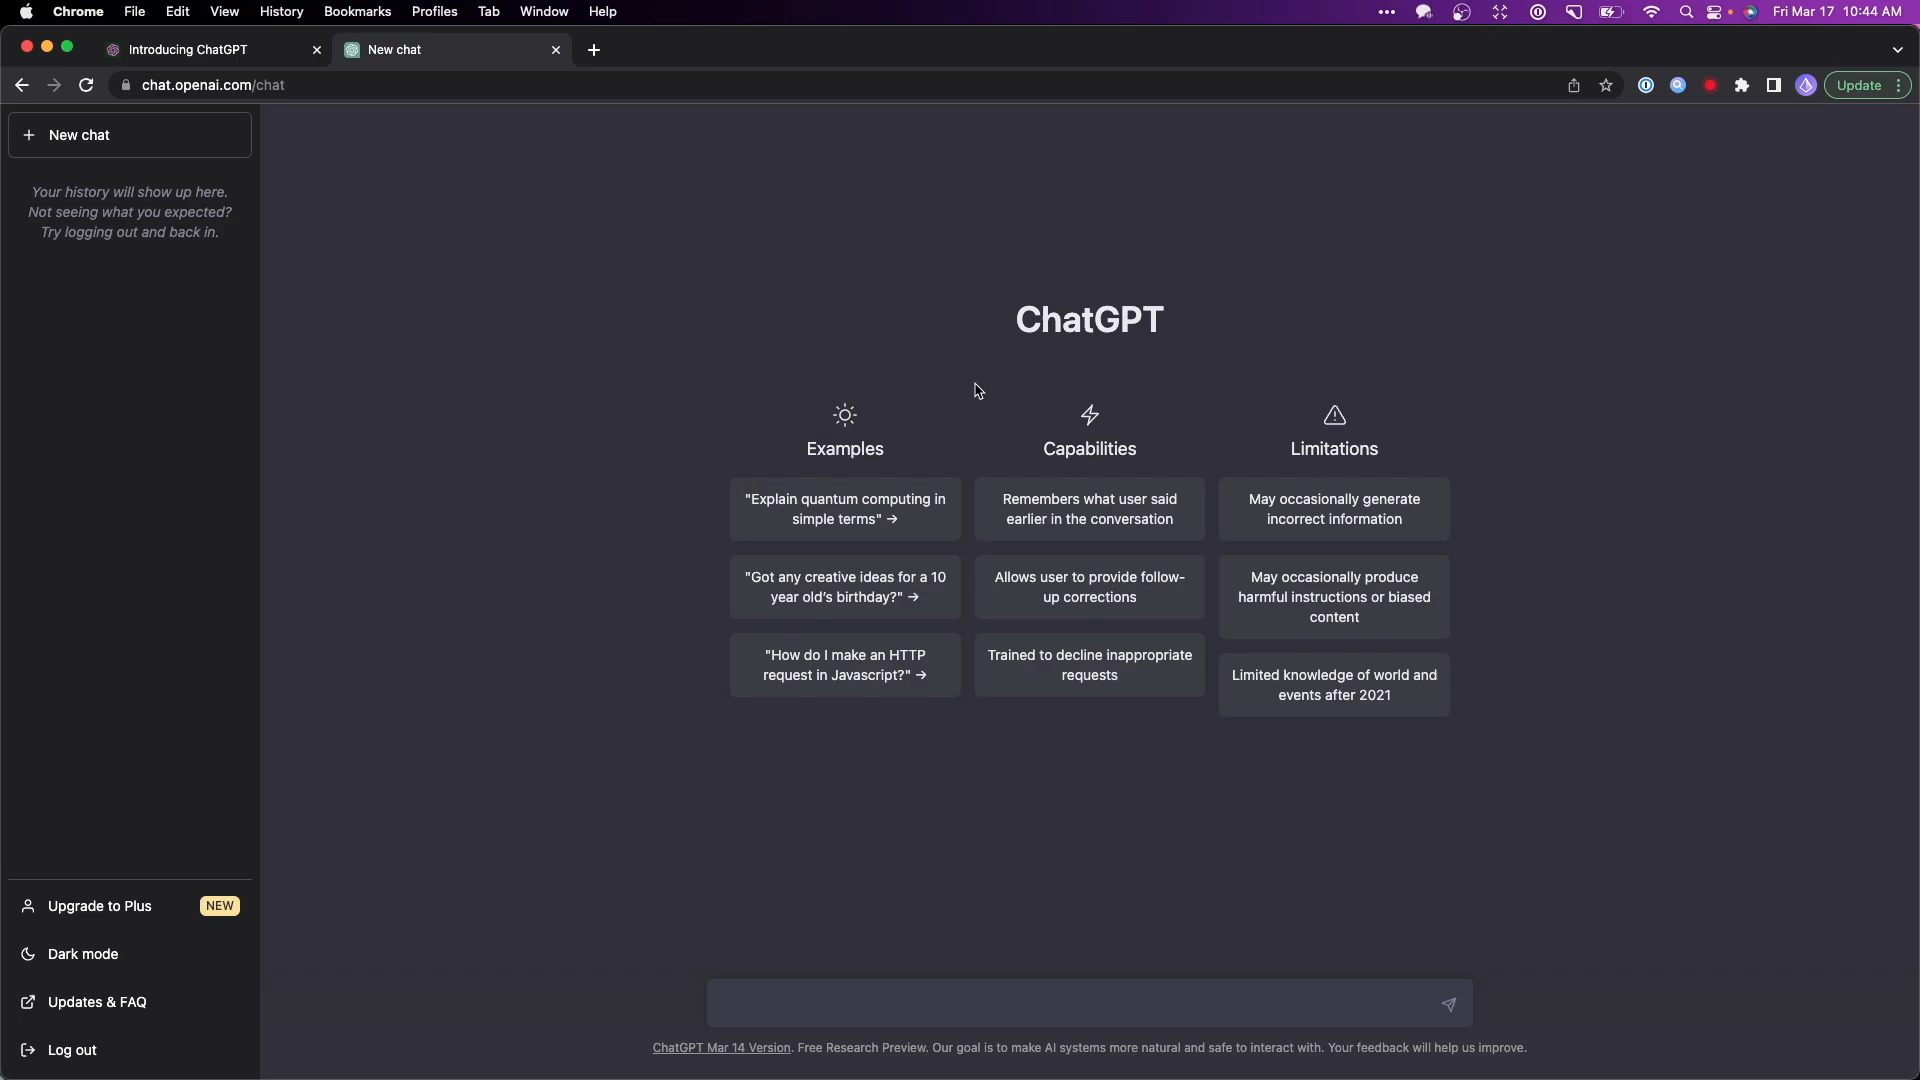 Chrome File Edit View History Bookmarks Profiles Tab Window Help Fri Mar 17 10:44 AM
Introducing ChatGPT New chat
chat.openai.com/chat Update
New chat
Your history will show up here.
Not seeing what you expected?
Try logging out and back in.
ChatGPT
Examples
"Explain quantum computing in
simple terms" →
"Got any creative ideas for a 10
year old's birthday?" →
"How do I make an HTTP
request in Javascript?" →
Capabilities
Remembers what user said
earlier in the conversation
Allows user to provide follow-
up corrections
Trained to decline inappropriate
requests
Limitations
May occasionally generate
incorrect information
May occasionally produce
harmful instructions or biased
content
Limited knowledge of world and
events after 2021
Upgrade to Plus NEW
Dark mode
Updates & FAQ
Log out
ChatGPT Mar 14 Version. Free Research Preview. Our goal is to make AI systems more natural and safe to interact with. Your feedback will help us improve.